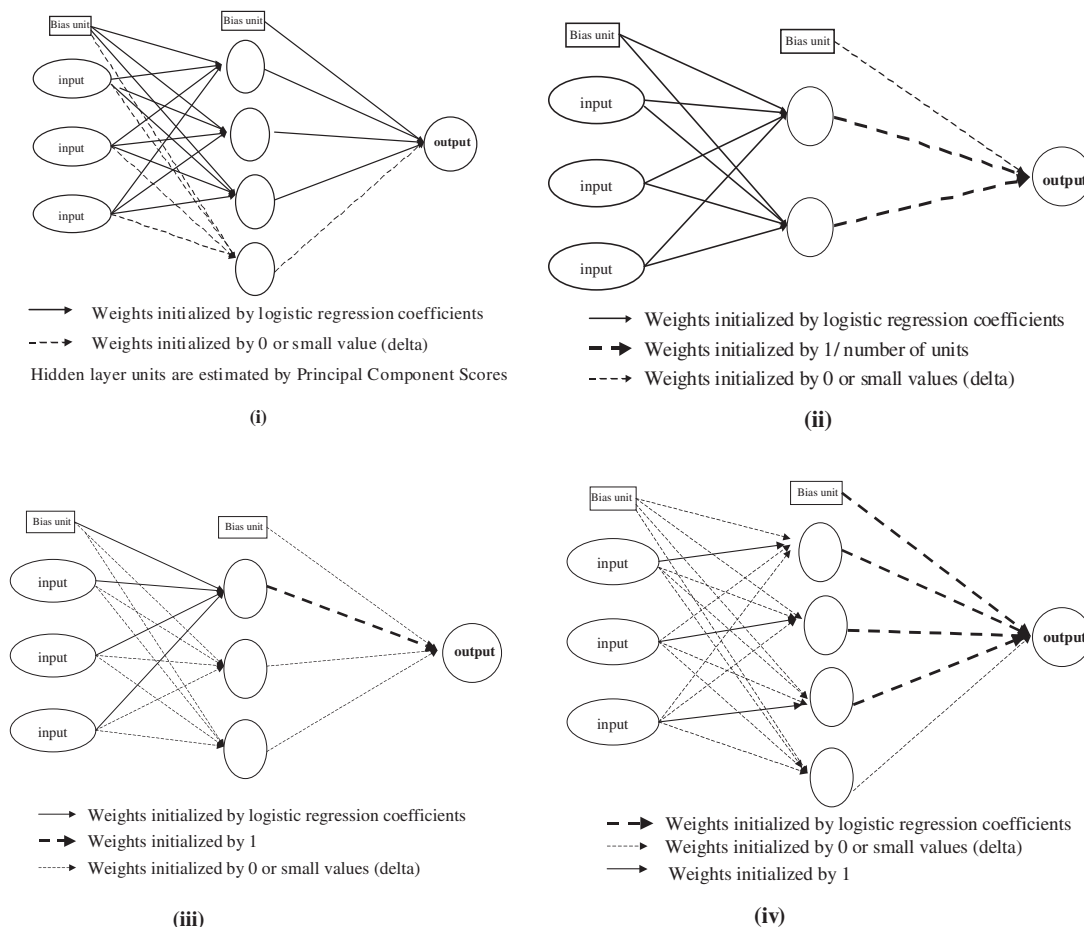 Bias unit
Bias unit
input
input
input
output
Weights initialized by logistic regression coefficients
Weights initialized by 0 or small value (delta)
Hidden layer units are estimated by Principal Component Scores
(i)
Bias unit
Bias unit
input
input
input
output
Weights initialized by logistic regression coefficients
Weights initialized by 1/ number of units
Weights initialized by 0 or small values (delta)
(ii)
Bias unit
Bias unit
input
input
input
output
Weights initialized by logistic regression coefficients
Weights initialized by 1
Weights initialized by 0 or small values (delta)
(iii)
Bias unit
Bias unit
input
input
input
output
Weights initialized by logistic regression coefficients
Weights initialized by 0 or small values (delta)
Weights initialized by 1
(iv)